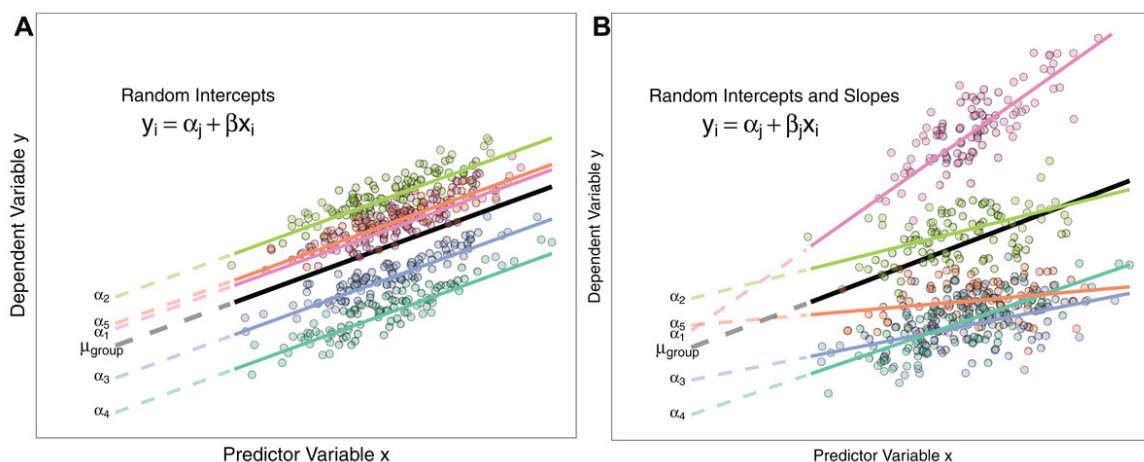 A
Random Intercepts
yᵢ = αⱼ + βxᵢ
Dependent Variable y
α₂
α₅
α₁
μgroup
α₃
α₄
Predictor Variable x
B
Random Intercepts and Slopes
yᵢ = αⱼ + βⱼxᵢ
Dependent Variable y
α₂
α₅
α₁
μgroup
α₃
α₄
Predictor Variable x